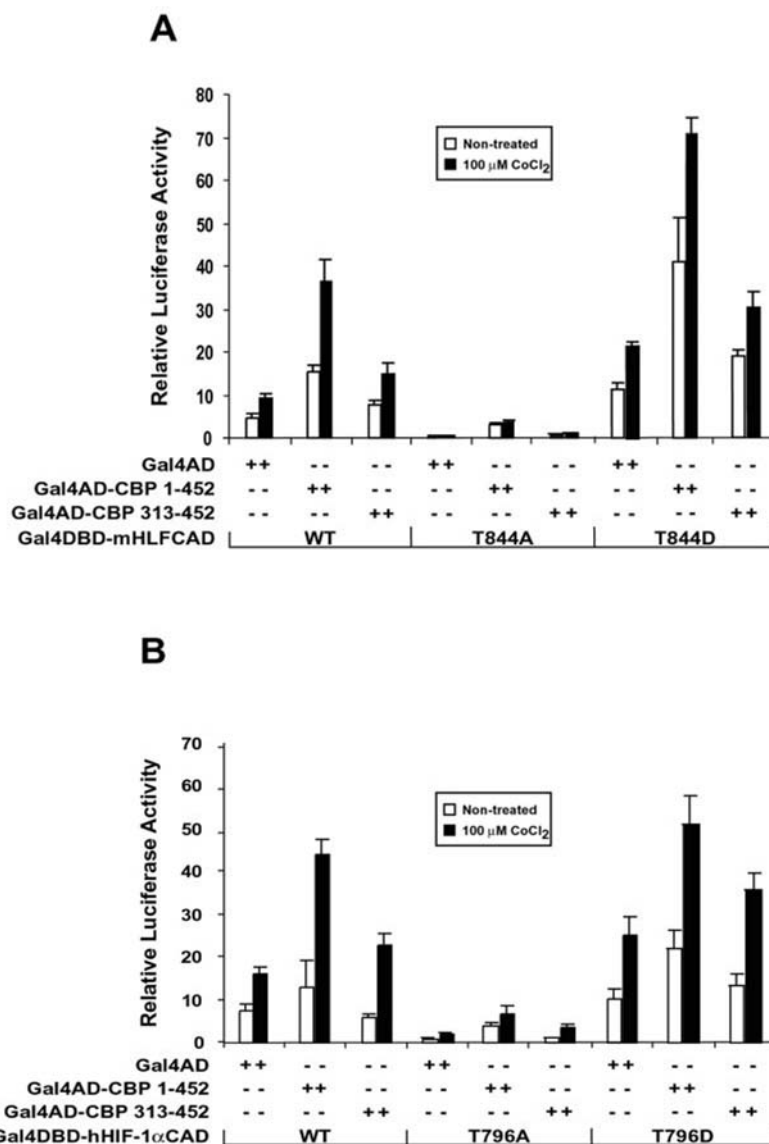 A
Relative Luciferase Activity
80
70
60
50
40
30
20
10
0
Non-treated
100 μM CoCl2
Gal4AD ++ -- -- ++ -- -- ++ -- --
Gal4AD-CBP 1-452 -- ++ -- -- ++ -- -- ++ --
Gal4AD-CBP 313-452 -- -- ++ -- -- ++ -- -- ++
Gal4DBD-mHLFCAD WT T844A T844D
B
Relative Luciferase Activity
70
60
50
40
30
20
10
0
Non-treated
100 μM CoCl2
Gal4AD ++ -- -- ++ -- -- ++ -- --
Gal4AD-CBP 1-452 -- ++ -- -- ++ -- -- ++ --
Gal4AD-CBP 313-452 -- -- ++ -- -- ++ -- -- ++
Gal4DBD-hHIF-1αCAD WT T796A T796D